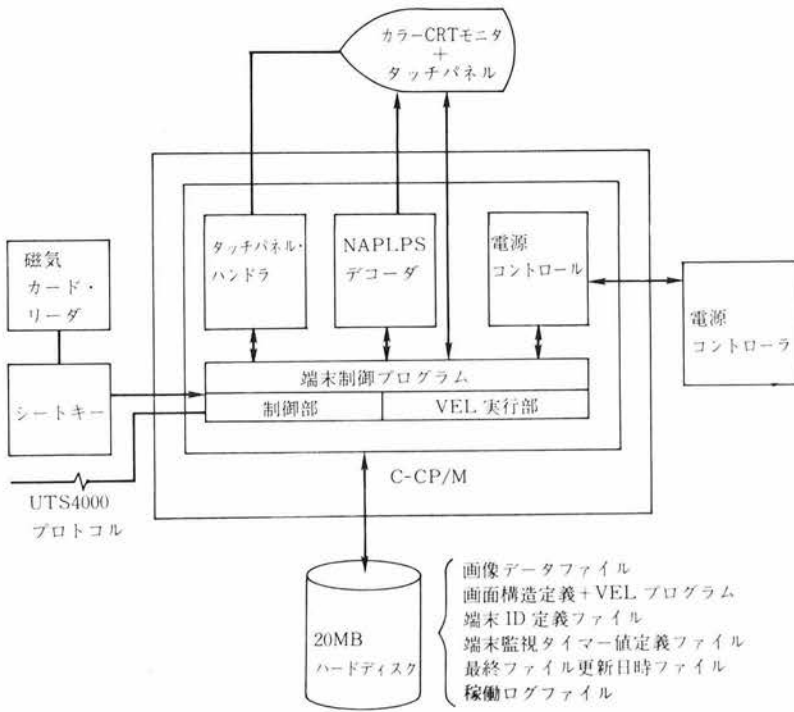 カラーCRTモニタ
+
タッチパネル
タッチパネル・
ハンドラ
NAPLPS
デコーダ
電源
コントロール
磁気
カード・
リーダ
電源
コントローラ
端末制御プログラム
シートキー
制御部
VEL 実行部
C-CP/M
UTS4000
プロトコル
20MB
ハードディスク
画像データファイル
画面構造定義+VEL プログラム
端末 ID 定義ファイル
端末監視タイマー値定義ファイル
最終ファイル更新日時ファイル
稼働ログファイル